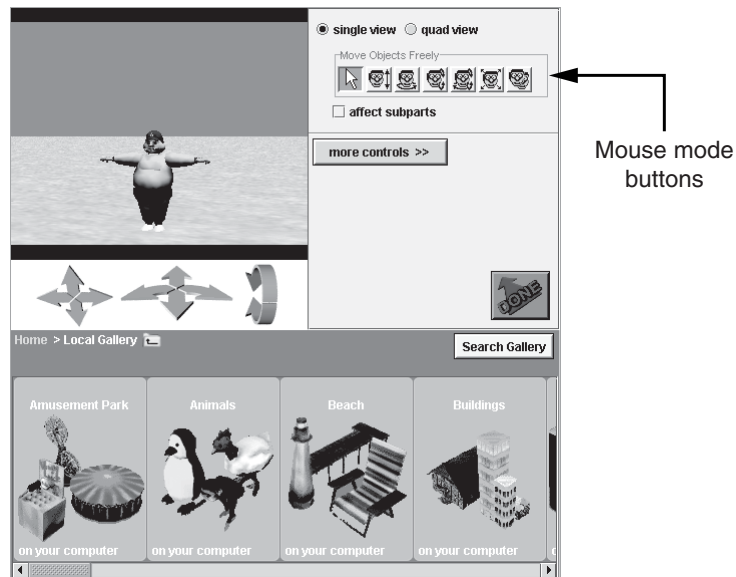 single view quad view
Move Objects Freely
affect subparts
more controls >>
Mouse mode
buttons
DONE
Home > Local Gallery
Search Gallery
Amusement Park Animals Beach Buildings
on your computer on your computer on your computer on your computer